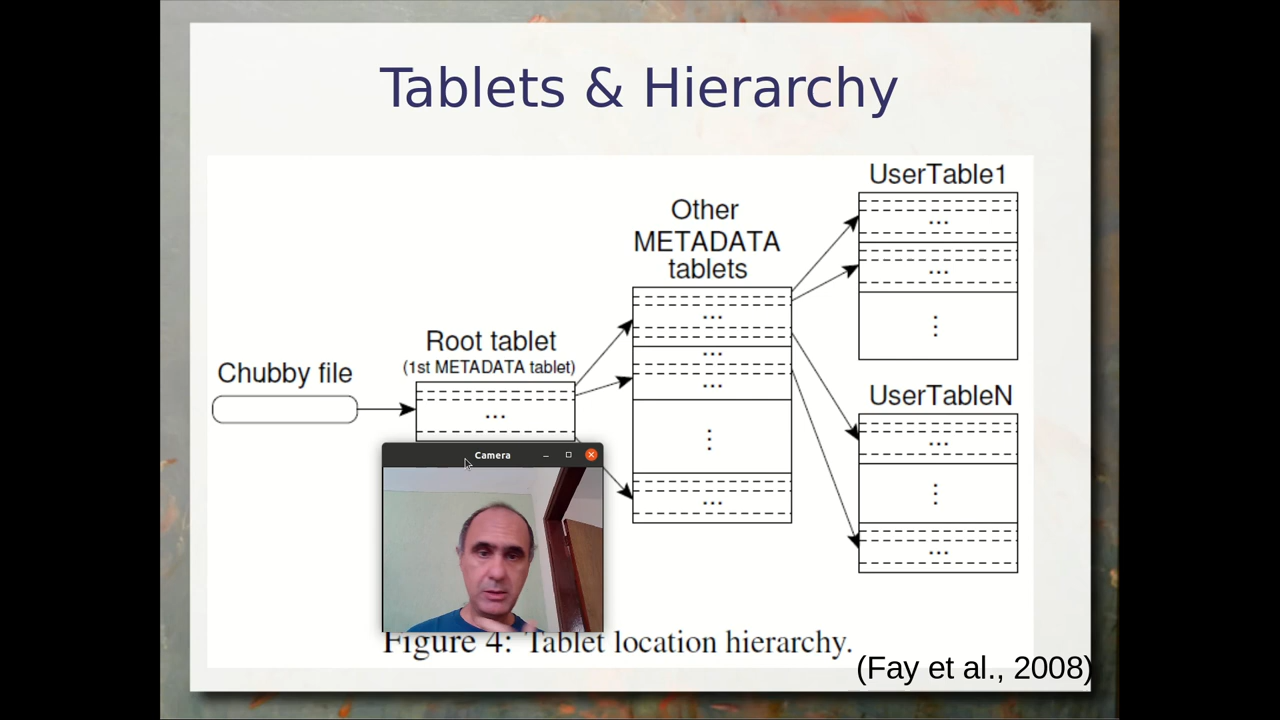 Tablets & Hierarchy
UserTable1
...
...
Other
METADATA
tablets
...
...
...
...
Root tablet
(1st METADATA tablet)
...
Chubby file
UserTableN
...
...
Camera
Figure 4: Tablet location hierarchy.
(Fay et al., 2008)